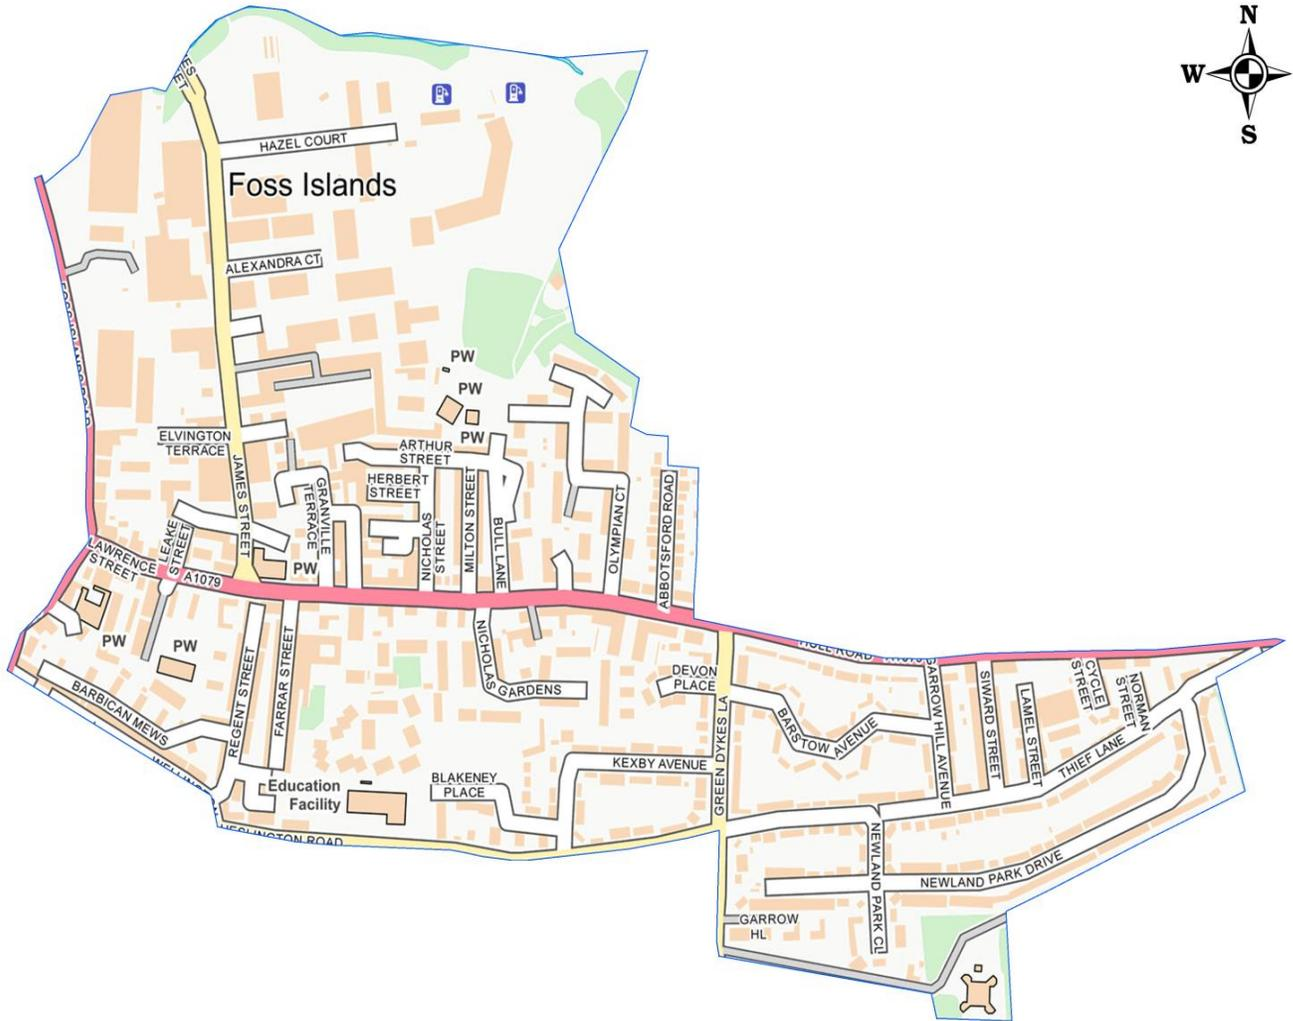 N
W
S
HAZEL COURT
Foss Islands
ALEXANDRA CT
PW
PW
PW
ELVINGTON
TERRACE
JAMES STREET
ARTHUR
STREET
HERBERT
STREET
GRANVILLE
TERRACE
NICHOLAS
STREET
MILTON STREET
BULL LANE
OLYMPIAN CT
ABBOTSFORD ROAD
LEAKE
STREET
LAWRENCE
STREET
A1079
PW
PW
PW
BARBICAN MEWS
REGENT STREET
FARRAR STREET
NICHOLAS
GARDENS
DEVON
PLACE
GREEN DYKES LA
BARSTOW AVENUE
GARROW HILL AVENUE
SIWARD STREET
LAMEL STREET
CYCLE
STREET
NORMAN
STREET
THIEF LANE
KEXBY AVENUE
BLAKENEY
PLACE
Education
Facility
HESLINGTON ROAD
NEWLAND PARK CL
NEWLAND PARK DRIVE
GARROW
HL